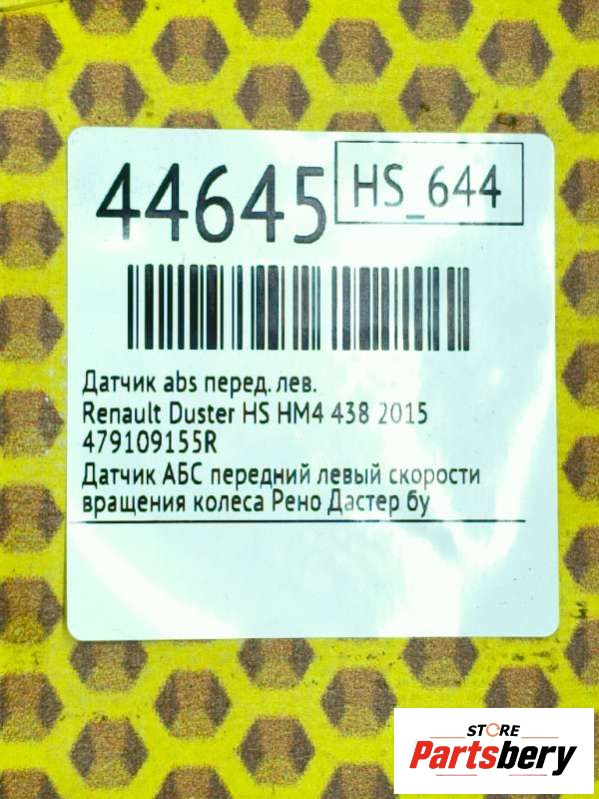 44645
HS_644
Датчик abs перед. лев.
Renault Duster HS HM4 438 2015
479109155R
Датчик АБС передний левый скорости
вращения колеса Рено Дастер бу
STORE
Partsbery